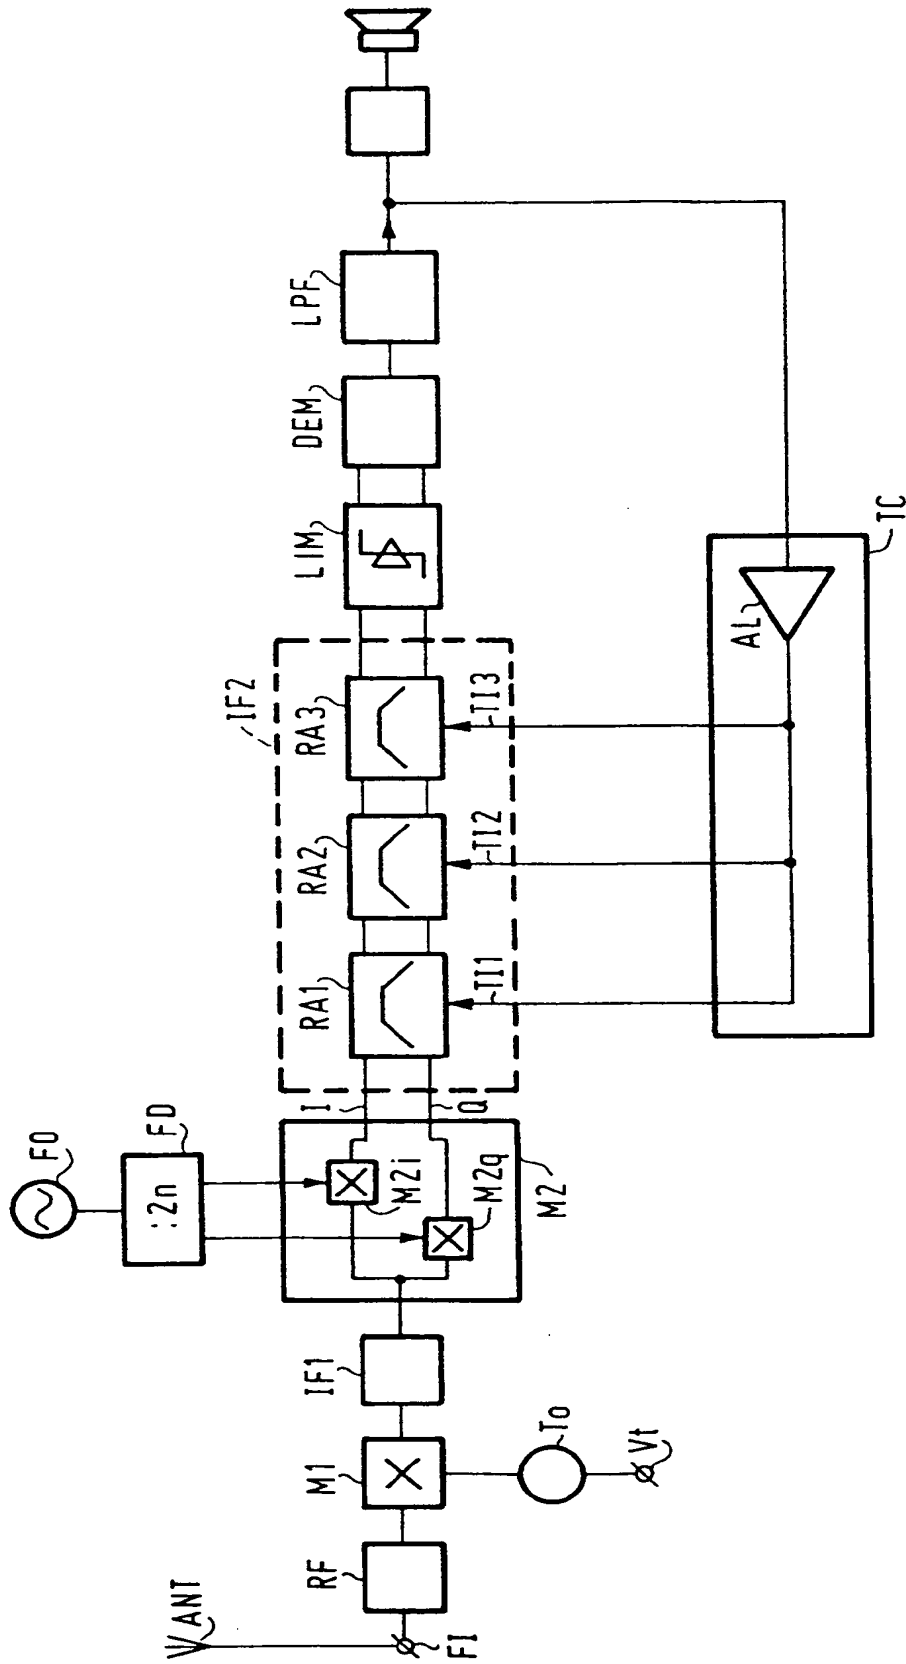 ANT
FI
RF
M1
To
Vt
IF1
FO
FD
:2n
M2i
M2q
M2
I
Q
IF2
RA1
RA2
RA3
TI1
TI2
TI3
LIM
DEM
LPF
AL
TC